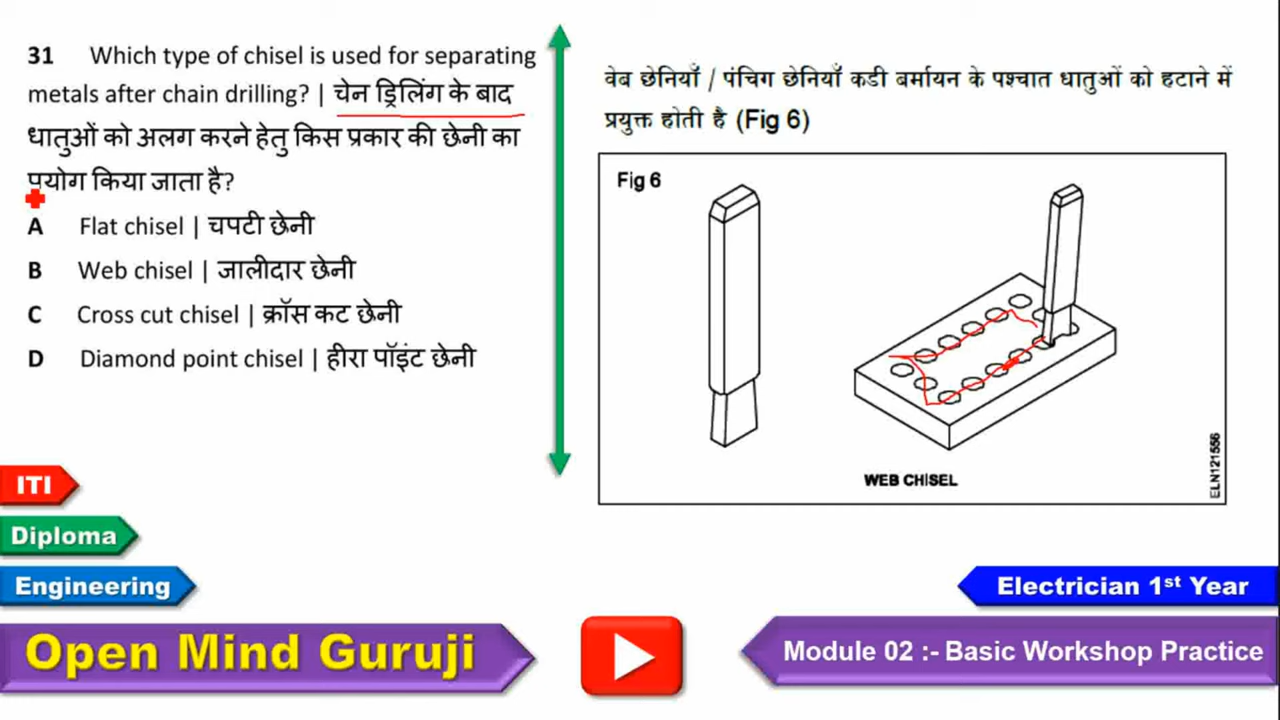 31 Which type of chisel is used for separating
metals after chain drilling? | चेन ड्रिलिंग के बाद
धातुओं को अलग करने हेतु किस प्रकार की छेनी का
प्रयोग किया जाता है?
A Flat chisel | चपटी छेनी
B Web chisel | जालीदार छेनी
C Cross cut chisel | क्रॉस कट छेनी
D Diamond point chisel | हीरा पॉइंट छेनी
वेब छेनियाँ / पंचिग छेनियाँ कडी बर्मायन के पश्चात धातुओं को हटाने में
प्रयुक्त होती है (Fig 6)
Fig 6
WEB CHISEL
ELN121556
ITI
Diploma
Engineering
Open Mind Guruji
Electrician 1st Year
Module 02 :- Basic Workshop Practice